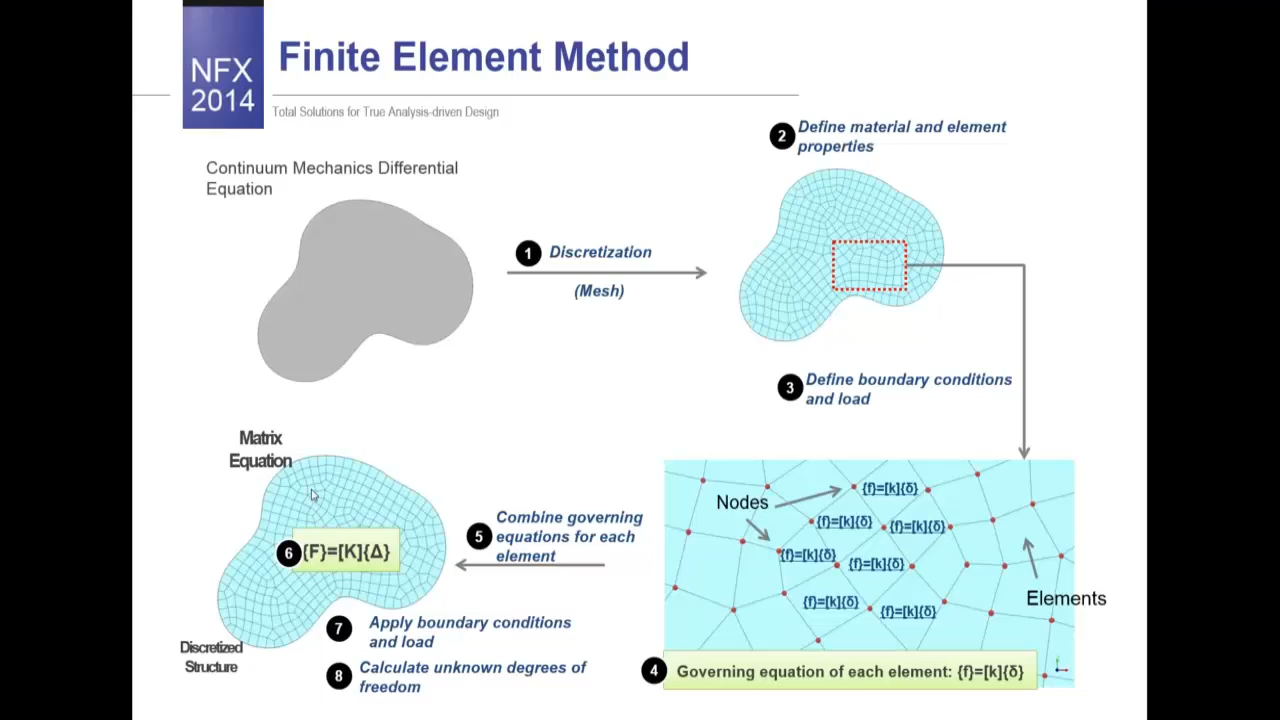 NFX
2014
Finite Element Method
Total Solutions for True Analysis-driven Design
Continuum Mechanics Differential
Equation
1 Discretization
(Mesh)
2 Define material and element
properties
3 Define boundary conditions
and load
Nodes
{f}=[k]{δ}
{f}=[k]{δ}
{f}=[k]{δ}
{f}=[k]{δ}
{f}=[k]{δ}
{f}=[k]{δ}
{f}=[k]{δ}
Elements
4 Governing equation of each element: {f}=[k]{δ}
5 Combine governing
equations for each
element
Matrix
Equation
6 {F}=[K]{Δ}
Discretized
Structure
7 Apply boundary conditions
and load
8 Calculate unknown degrees of
freedom